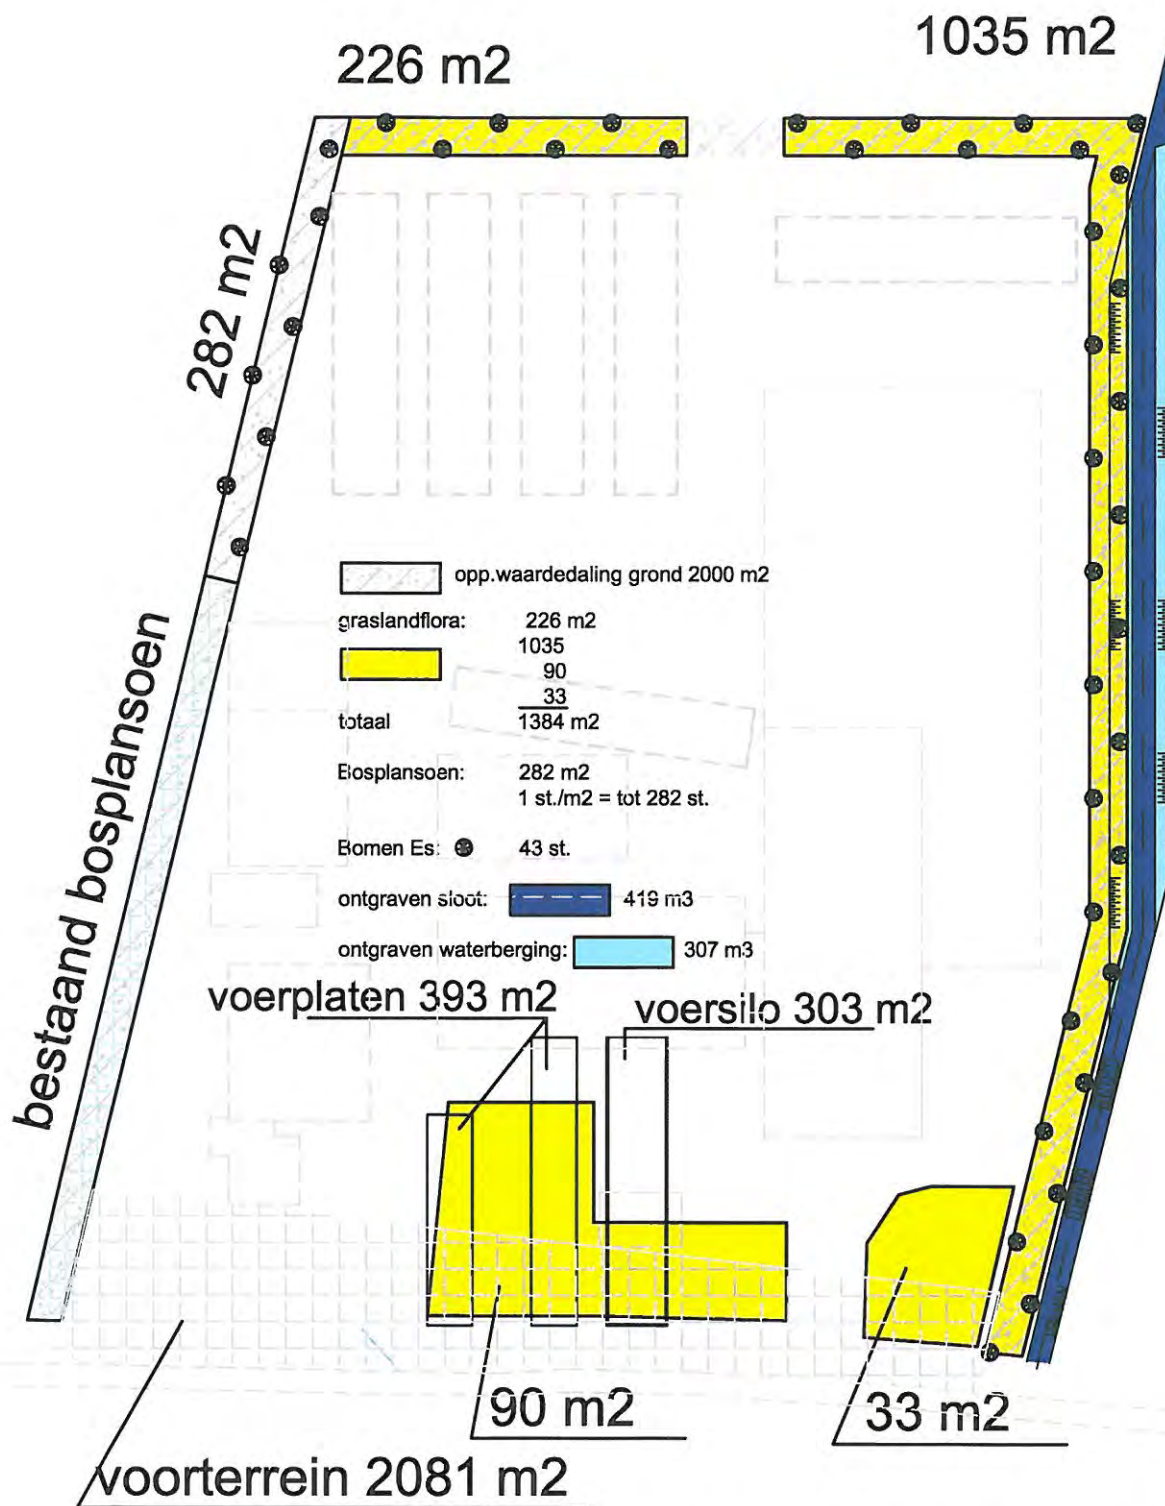 1035 m2
226 m2
282 m2
opp.waardedaling grond 2000 m2
graslandflora: 226 m2
1035
90
33
totaal 1384 m2
Bosplansoen: 282 m2
1 st./m2 = tot 282 st.
Bomen Es: 43 st.
ontgraven sloot: 419 m3
ontgraven waterberging: 307 m3
bestaand bosplansoen
voerplaten 393 m2
voersilo 303 m2
90 m2
33 m2
voorterrein 2081 m2